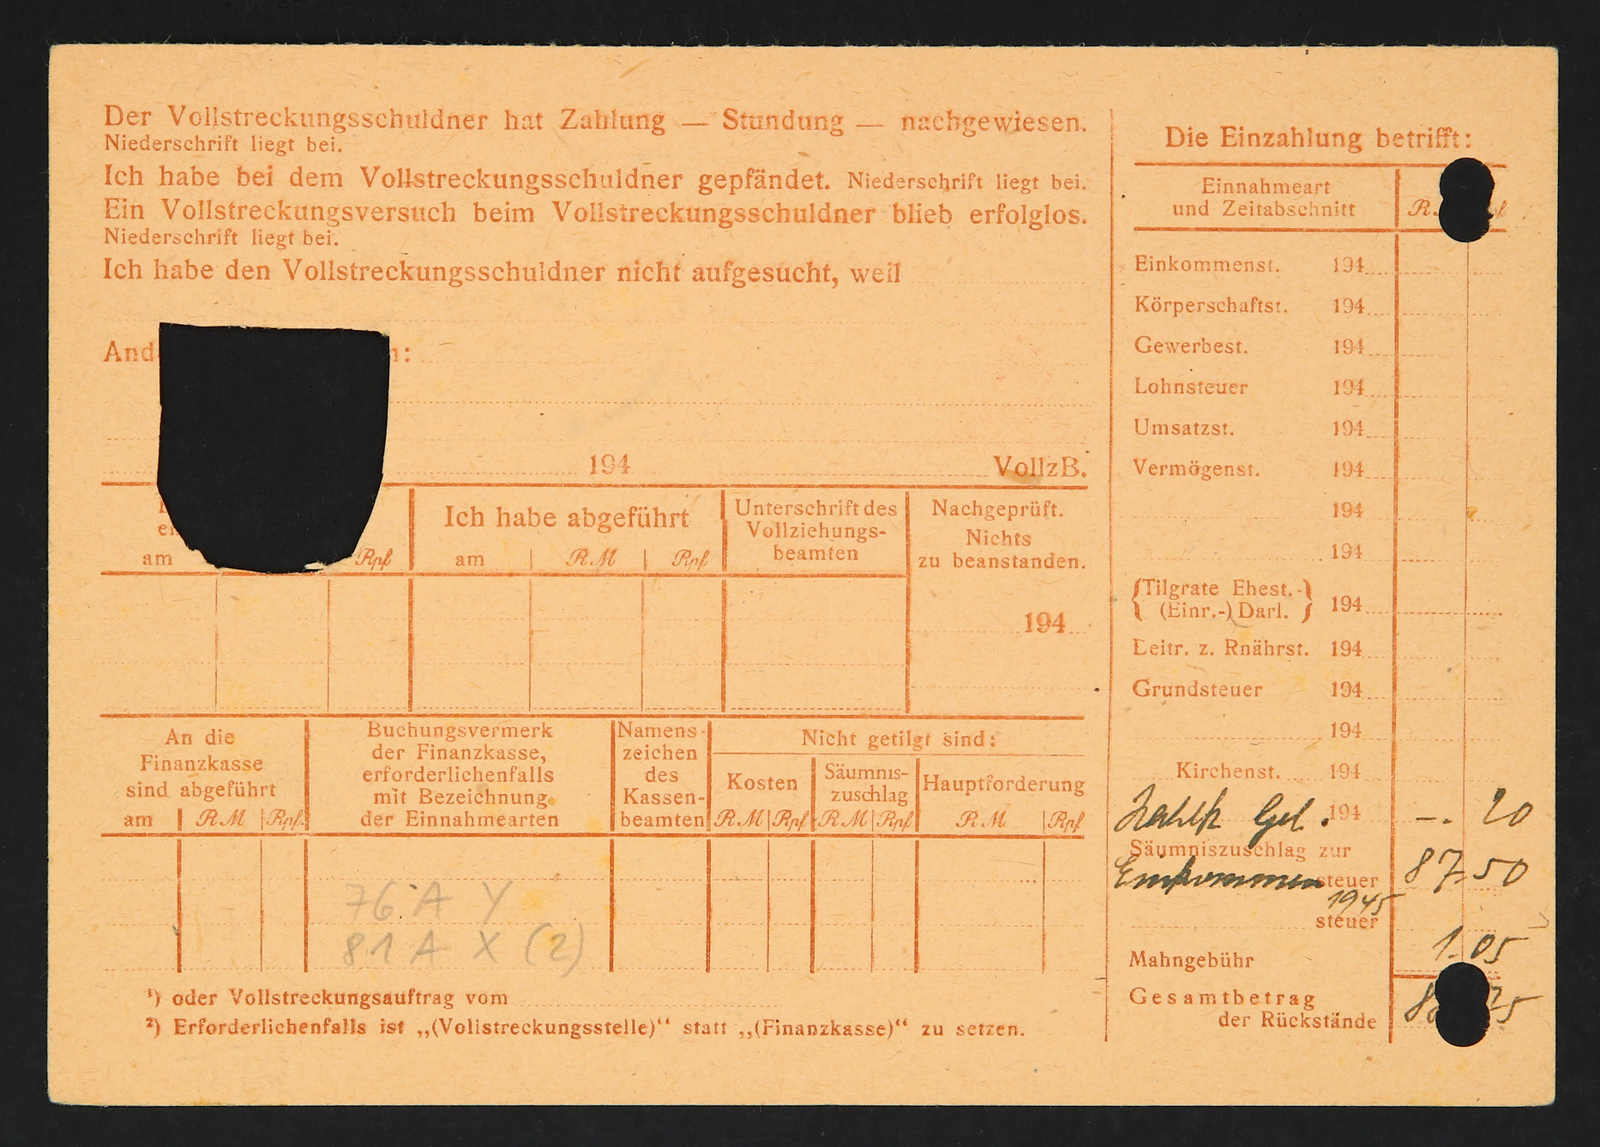 Der Vollstreckungsschuldner hat Zahlung — Stundung — nachgewiesen.
Niederschrift liegt bei.
Ich habe bei dem Vollstreckungsschuldner gepfändet. Niederschrift liegt bei.
Ein Vollstreckungsversuch beim Vollstreckungsschuldner blieb erfolglos.
Niederschrift liegt bei.
Ich habe den Vollstreckungsschuldner nicht aufgesucht, weil
194 VollzB.
Ich habe abgeführt
am RM Rpf
Rpf
am
Unterschrift des
Vollziehungs-
beamten
Nachgeprüft.
Nichts
zu beanstanden.
194
An die
Finanzkasse
sind abgeführt
am RM Rpf
Buchungsvermerk
der Finanzkasse,
erforderlichenfalls
mit Bezeichnung
der Einnahmearten
Namens-
zeichen
des
Kassen-
beamten
Nicht getilgt sind:
Kosten
RM Rpf
Säumnis-
zuschlag
RM Rpf
Hauptforderung
RM Rpf
76 A Y
81 A X (2)
¹) oder Vollstreckungsauftrag vom
²) Erforderlichenfalls ist „(Vollstreckungsstelle)“ statt „(Finanzkasse)“ zu setzen.
Die Einzahlung betrifft:
Einnahmeart
und Zeitabschnitt
Einkommenst. 194
Körperschaftst. 194
Gewerbest. 194
Lohnsteuer 194
Umsatzst. 194
Vermögenst. 194
194
194
{Tilgrate Ehest.-}
{(Einr.-) Darl.} 194
Beitr. z. Rnährst. 194
Grundsteuer 194
194
Kirchenst. 194
Gel. 194 —. 20
Säumniszuschlag zur
Einkommensteuer 87.50
1945
steuer
Mahngebühr 1.05
Gesamtbetrag
der Rückstände